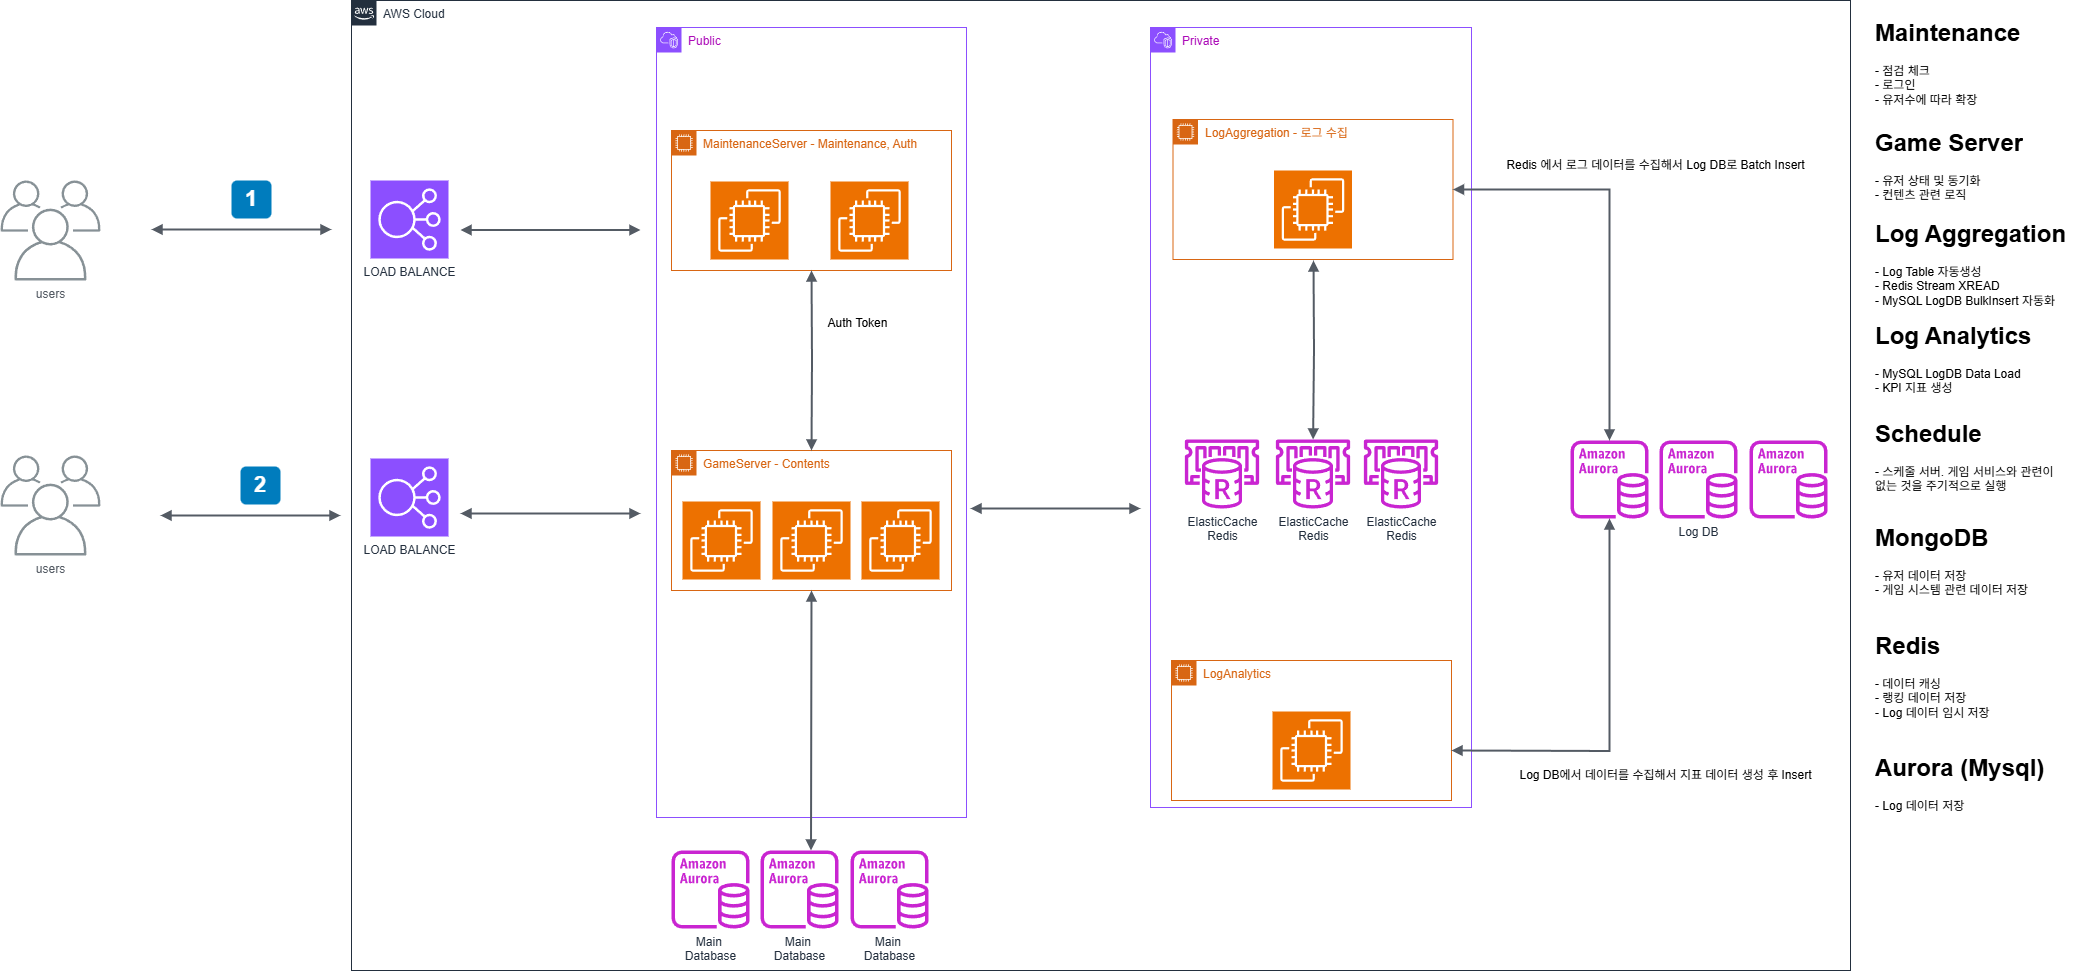 aws
AWS Cloud
Public
Private
MaintenanceServer - Maintenance, Auth
LogAggregation - 로그 수집
Redis 에서 로그 데이터를 수집해서 Log DB로 Batch Insert
1
users
LOAD BALANCE
Auth Token
2
users
LOAD BALANCE
GameServer - Contents
R
R
R
ElasticCache
Redis
ElasticCache
Redis
ElasticCache
Redis
Amazon
Aurora
Amazon
Aurora
Amazon
Aurora
Log DB
LogAnalytics
Log DB에서 데이터를 수집해서 지표 데이터 생성 후 Insert
Amazon
Aurora
Amazon
Aurora
Amazon
Aurora
Main
Database
Main
Database
Main
Database
Maintenance
- 점검 체크
- 로그인
- 유저수에 따라 확장
Game Server
- 유저 상태 및 동기화
- 컨텐츠 관련 로직
Log Aggregation
- Log Table 자동생성
- Redis Stream XREAD
- MySQL LogDB BulkInsert 자동화
Log Analytics
- MySQL LogDB Data Load
- KPI 지표 생성
Schedule
- 스케줄 서버. 게임 서비스와 관련이
없는 것을 주기적으로 실행
MongoDB
- 유저 데이터 저장
- 게임 시스템 관련 데이터 저장
Redis
- 데이터 캐싱
- 랭킹 데이터 저장
- Log 데이터 임시 저장
Aurora (Mysql)
- Log 데이터 저장